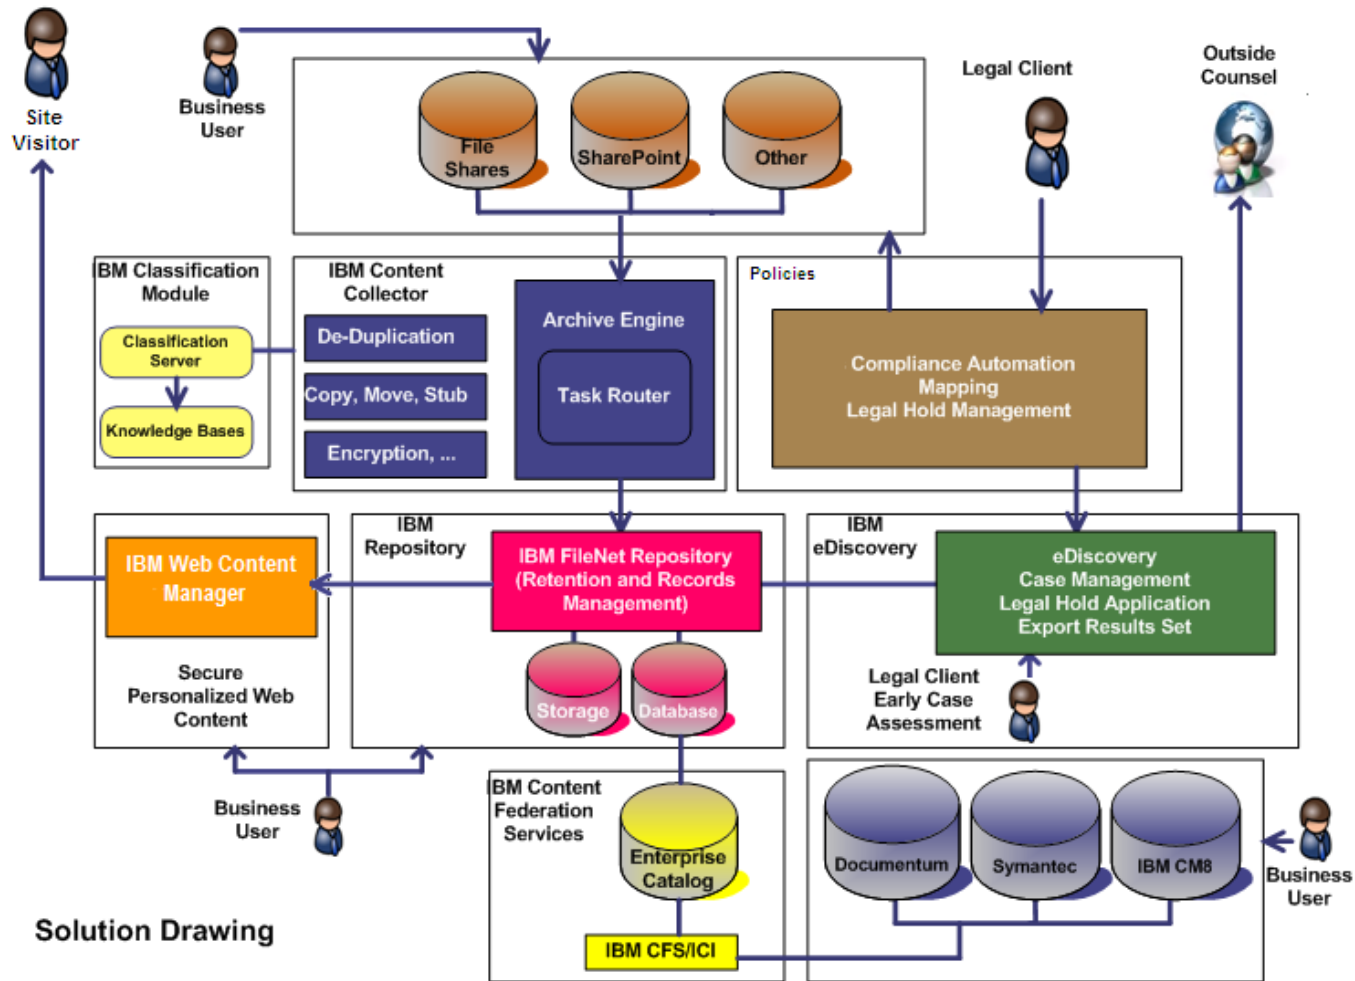 Site
Visitor
Business
User
File
Shares
SharePoint
Other
Legal Client
Outside
Counsel
IBM Classification
Module
Classification
Server
Knowledge Bases
IBM Content
Collector
De-Duplication
Copy, Move, Stub
Encryption, ...
Archive Engine
Task Router
Policies
Compliance Automation
Mapping
Legal Hold Management
IBM Web Content
Manager
Secure
Personalized Web
Content
IBM
Repository
IBM FileNet Repository
(Retention and Records
Management)
Storage
Database
IBM
eDiscovery
eDiscovery
Case Management
Legal Hold Application
Export Results Set
Legal Client
Early Case
Assessment
Business
User
IBM Content
Federation
Services
Enterprise
Catalog
IBM CFS/ICI
Documentum
Symantec
IBM CM8
Business
User
Solution Drawing